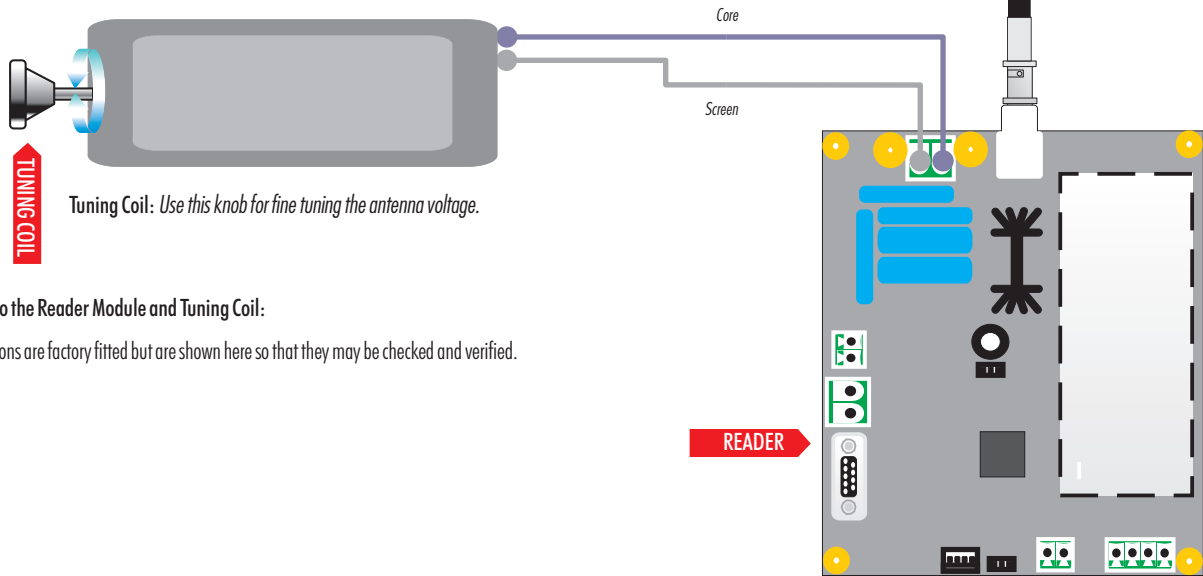 Core
Screen
TUNING COIL
Tuning Coil: Use this knob for fine tuning the antenna voltage.
o the Reader Module and Tuning Coil:
ons are factory fitted but are shown here so that they may be checked and verified.
READER